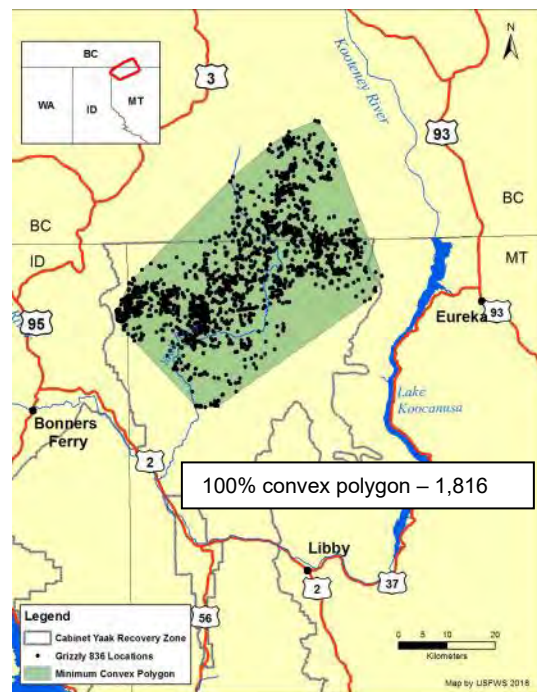 BC
WA
ID
MT
3
Kooteney River
N
93
BC
BC
ID
MT
95
Eureka
93
Lake
Koocanusa
Bonners
Ferry
2
100% convex polygon – 1,816
Libby
2
37
56
Legend
Cabinet Yaak Recovery Zone
Grizzly 836 Locations
Minimum Convex Polygon
0 5 10 20
Kilometers
Map by USFWS 2018